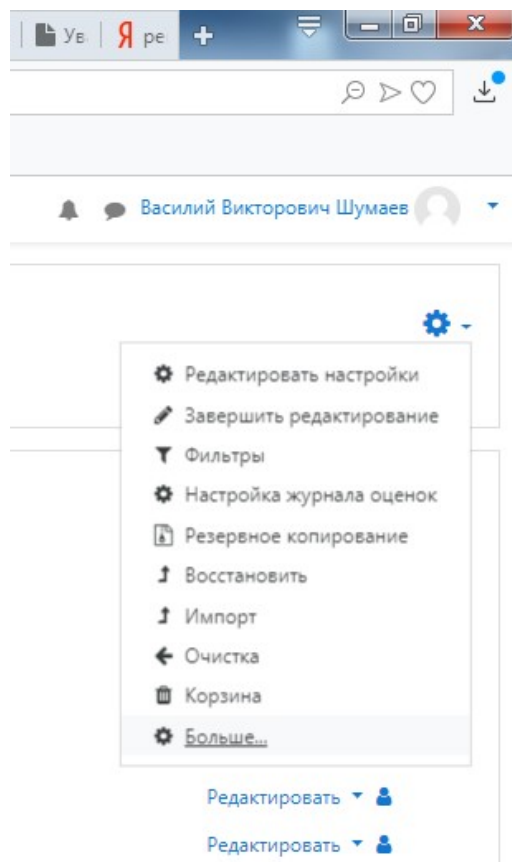 Ув Я ре
Василий Викторович Шумаев
Редактировать настройки
Завершить редактирование
Фильтры
Настройка журнала оценок
Резервное копирование
Восстановить
Импорт
Очистка
Корзина
Больше...
Редактировать
Редактировать